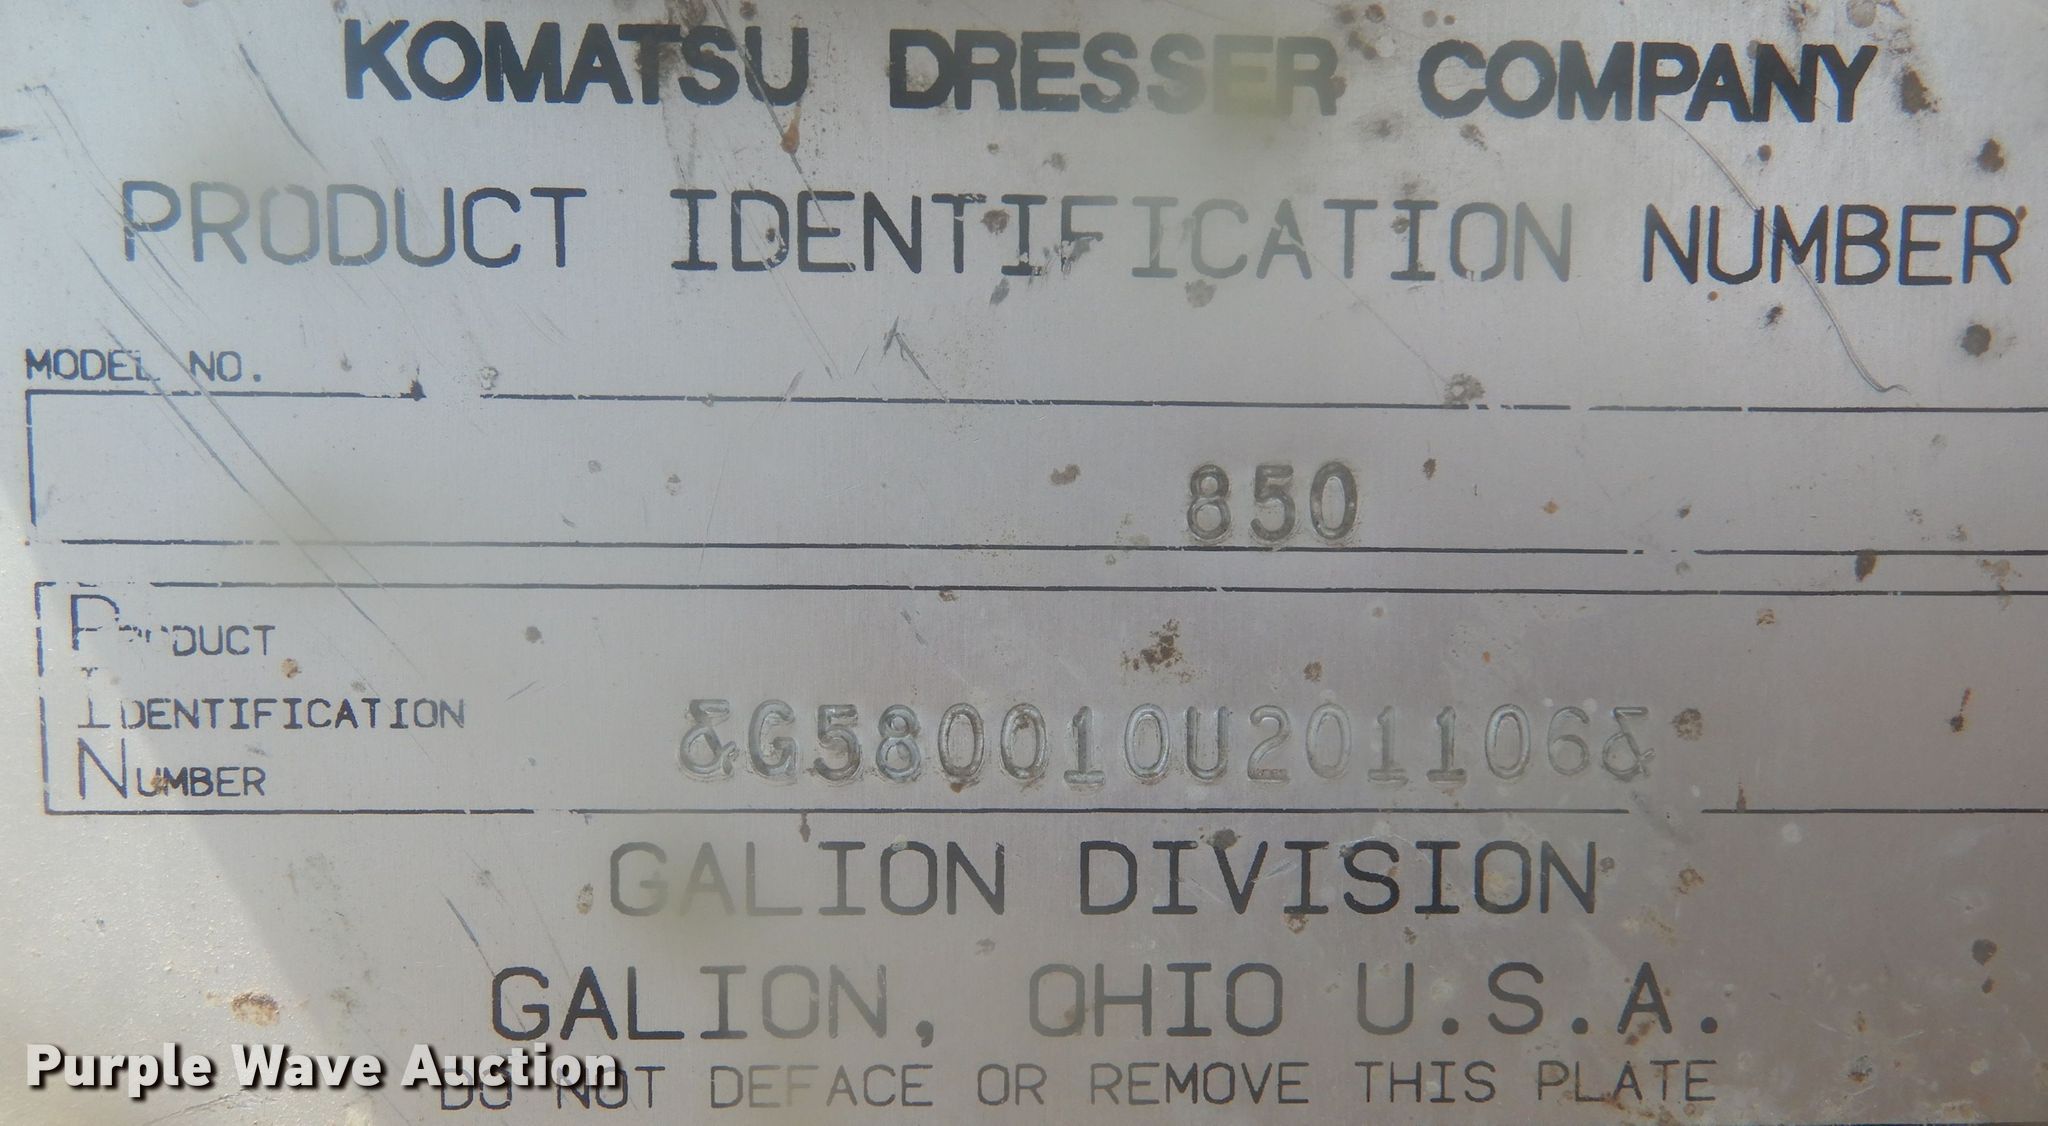 KOMATSU DRESSER COMPANY
PRODUCT IDENTIFICATION NUMBER
MODEL NO.
850
PRODUCT
IDENTIFICATION
NUMBER
&G580010U201106&
GALION DIVISION
GALION, OHIO U.S.A.
DO NOT DEFACE OR REMOVE THIS PLATE
Purple Wave Auction